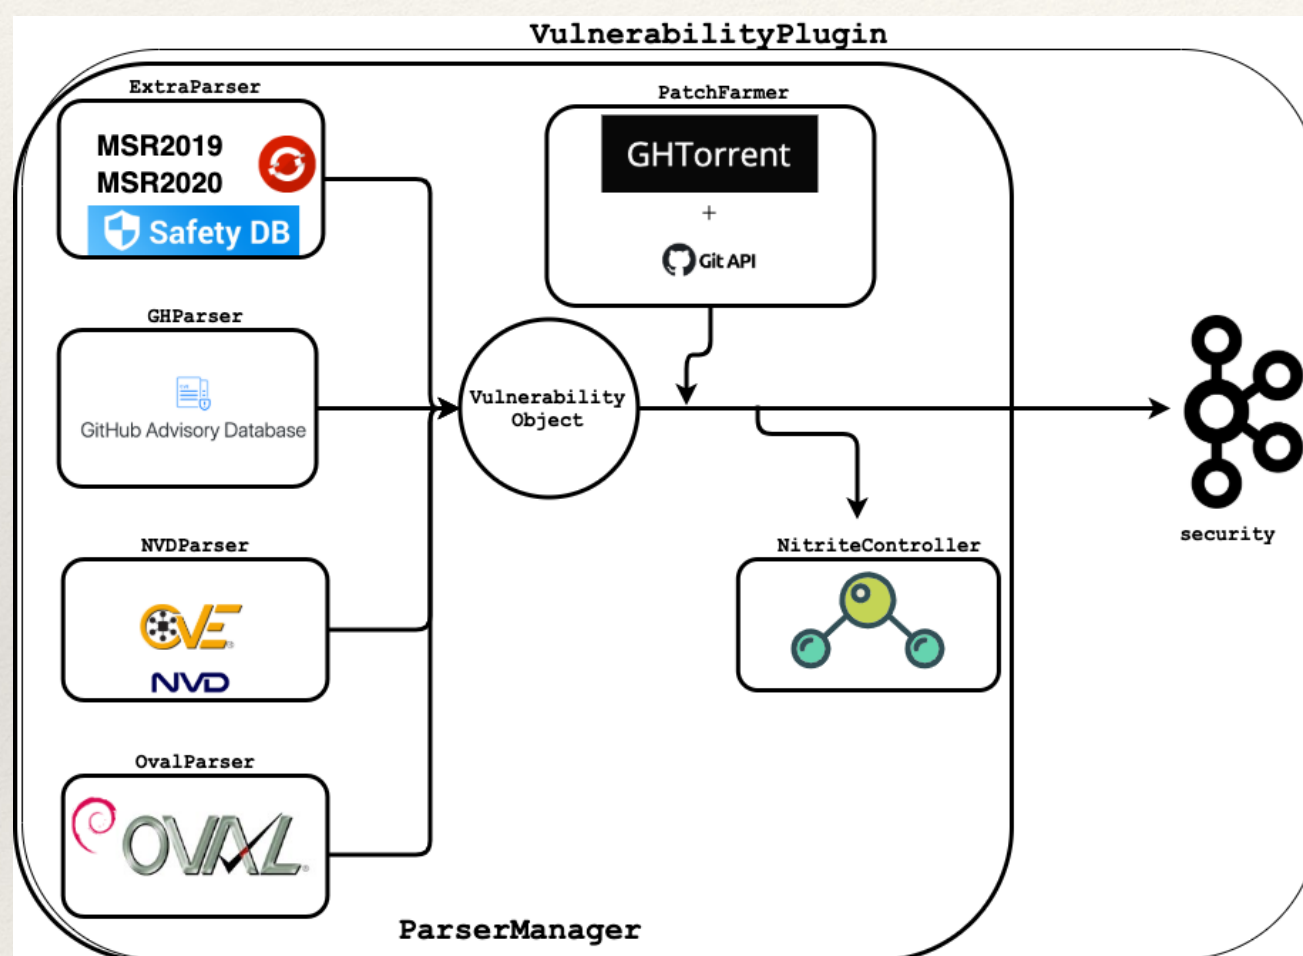 VulnerabilityPlugin
ExtraParser
MSR2019
MSR2020
Safety DB
PatchFarmer
GHTorrent
+
Git API
GHParser
GitHub Advisory Database
Vulnerability
Object
NVDParser
CVE
NVD
NitriteController
security
OvalParser
OVAL
ParserManager